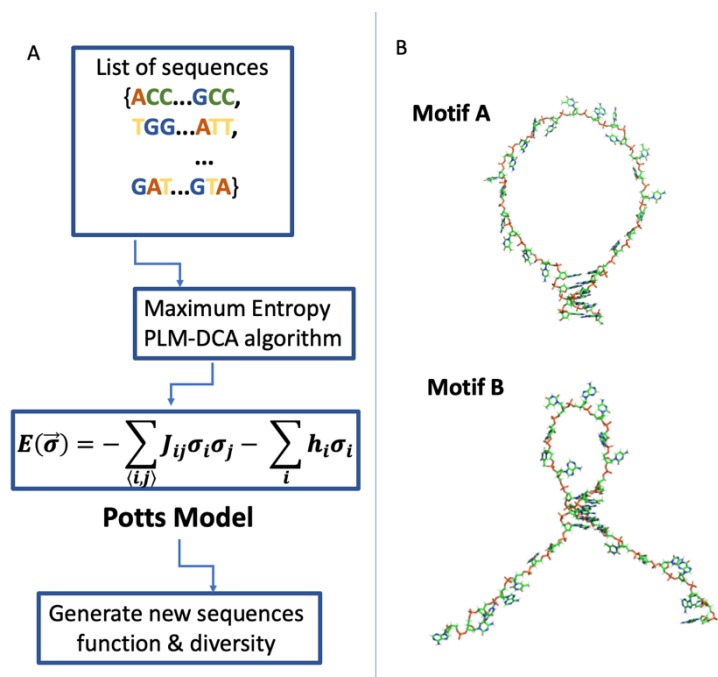 A
List of sequences
{ACC...GCC,
TGG...ATT,
...
GAT...GTA}
Maximum Entropy
PLM-DCA algorithm
E(σ⃗) = −∑⟨i,j⟩ Jᵢⱼσᵢσⱼ − ∑ᵢ hᵢσᵢ
Potts Model
Generate new sequences
function & diversity
B
Motif A
Motif B